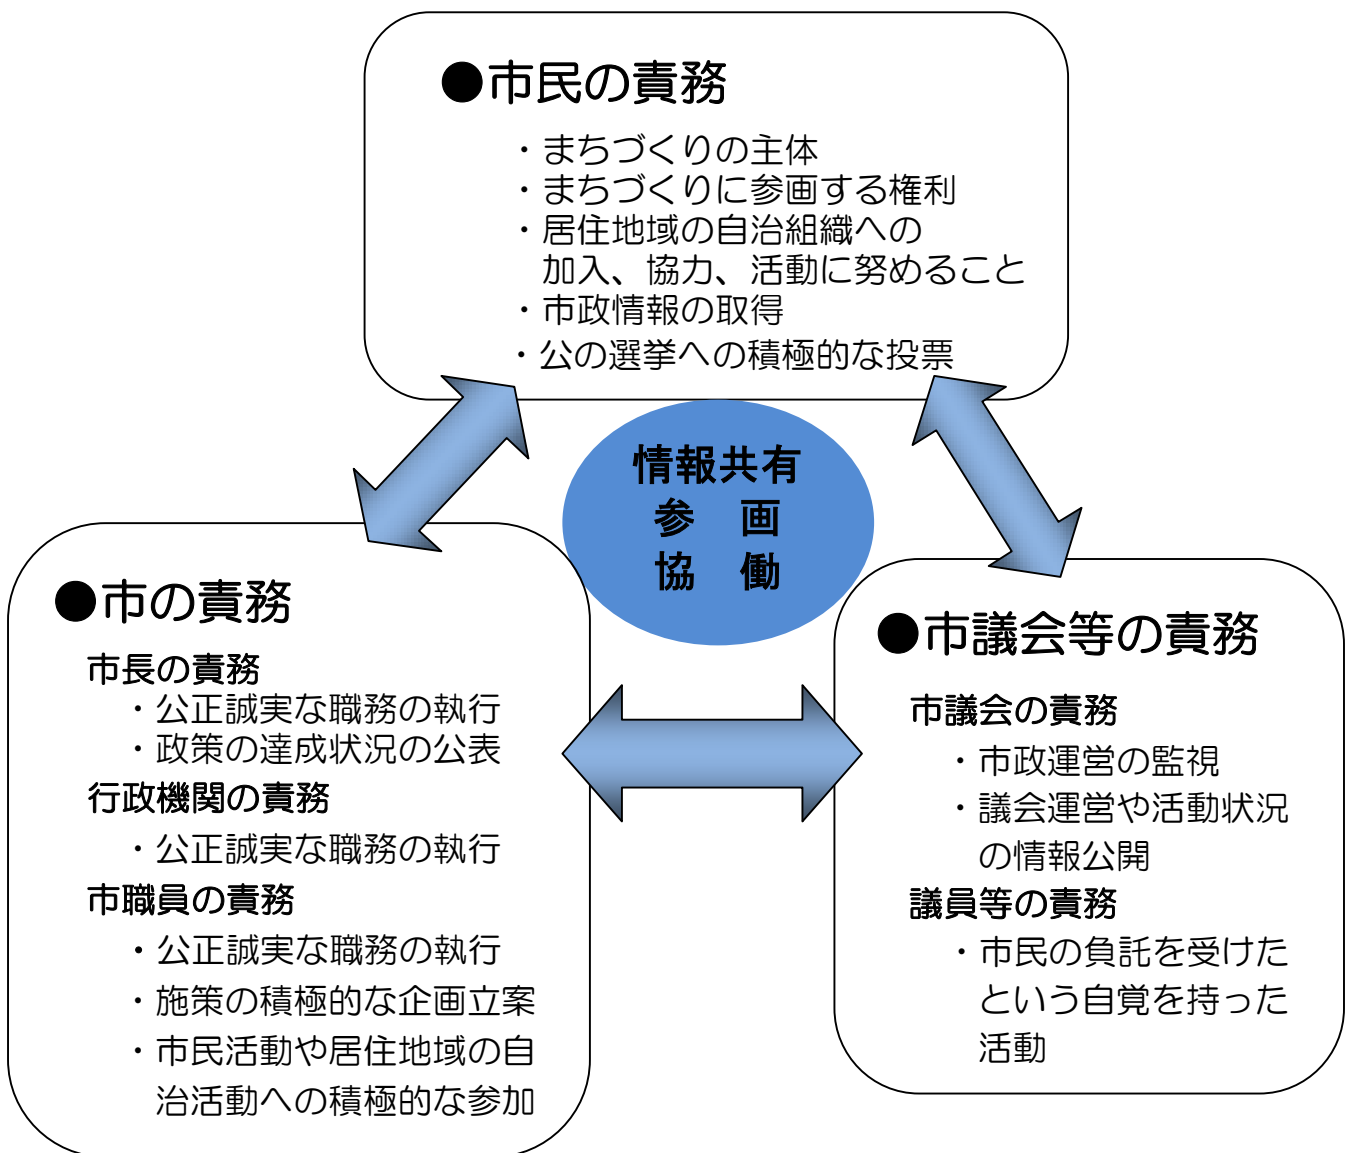 ●市民の責務
・まちづくりの主体
・まちづくりに参画する権利
・居住地域の自治組織への
加入、協力、活動に努めること
・市政情報の取得
・公の選挙への積極的な投票
情報共有
参　画
協　働
●市の責務
市長の責務
・公正誠実な職務の執行
・政策の達成状況の公表
行政機関の責務
・公正誠実な職務の執行
市職員の責務
・公正誠実な職務の執行
・施策の積極的な企画立案
・市民活動や居住地域の自
治活動への積極的な参加
●市議会等の責務
市議会の責務
・市政運営の監視
・議会運営や活動状況
の情報公開
議員等の責務
・市民の負託を受けた
という自覚を持った
活動